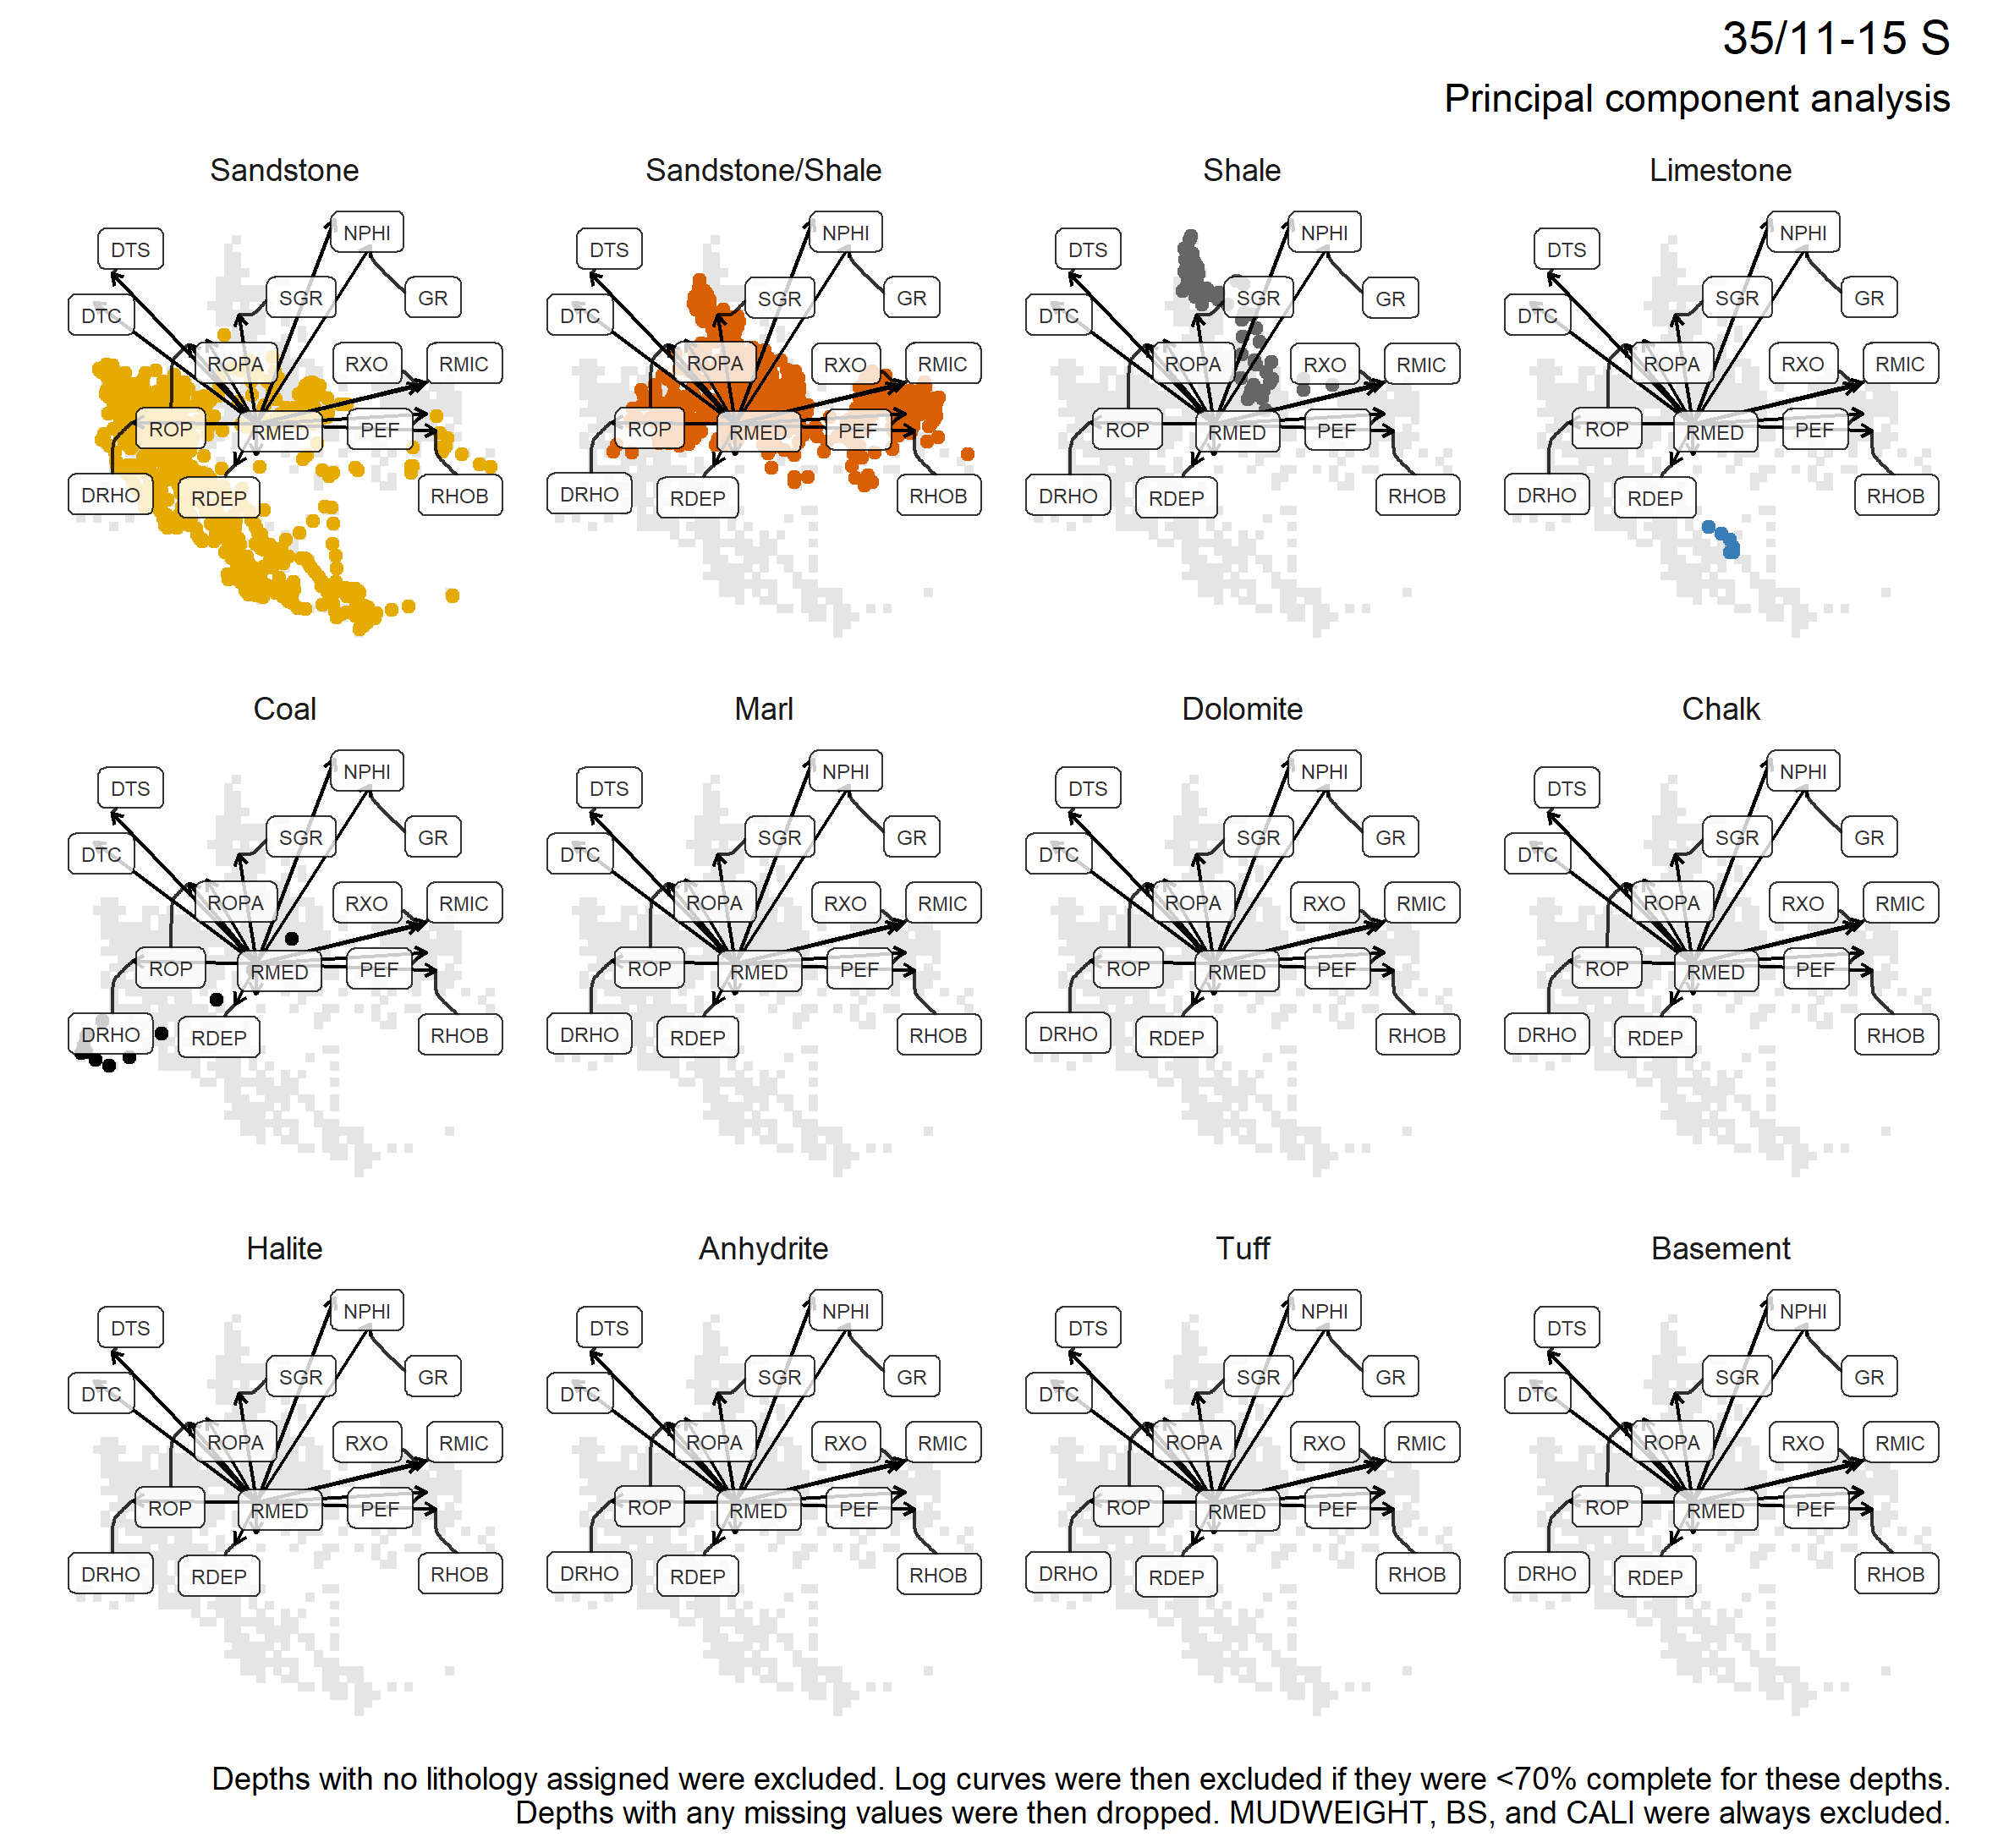 35/11-15 S
Principal component analysis
Sandstone
DTS
NPHI
DTC
SGR
GR
ROPA
RXO
RMIC
ROP
RMED
PEF
DRHO
RDEP
RHOB
Sandstone/Shale
DTS
NPHI
DTC
SGR
GR
ROPA
RXO
RMIC
ROP
RMED
PEF
DRHO
RDEP
RHOB
Shale
DTS
NPHI
DTC
SGR
GR
ROPA
RXO
RMIC
ROP
RMED
PEF
DRHO
RDEP
RHOB
Limestone
DTS
NPHI
DTC
SGR
GR
ROPA
RXO
RMIC
ROP
RMED
PEF
DRHO
RDEP
RHOB
Coal
DTS
NPHI
DTC
SGR
GR
ROPA
RXO
RMIC
ROP
RMED
PEF
DRHO
RDEP
RHOB
Marl
DTS
NPHI
DTC
SGR
GR
ROPA
RXO
RMIC
ROP
RMED
PEF
DRHO
RDEP
RHOB
Dolomite
DTS
NPHI
DTC
SGR
GR
ROPA
RXO
RMIC
ROP
RMED
PEF
DRHO
RDEP
RHOB
Chalk
DTS
NPHI
DTC
SGR
GR
ROPA
RXO
RMIC
ROP
RMED
PEF
DRHO
RDEP
RHOB
Halite
DTS
NPHI
DTC
SGR
GR
ROPA
RXO
RMIC
ROP
RMED
PEF
DRHO
RDEP
RHOB
Anhydrite
DTS
NPHI
DTC
SGR
GR
ROPA
RXO
RMIC
ROP
RMED
PEF
DRHO
RDEP
RHOB
Tuff
DTS
NPHI
DTC
SGR
GR
ROPA
RXO
RMIC
ROP
RMED
PEF
DRHO
RDEP
RHOB
Basement
DTS
NPHI
DTC
SGR
GR
ROPA
RXO
RMIC
ROP
RMED
PEF
DRHO
RDEP
RHOB
Depths with no lithology assigned were excluded. Log curves were then excluded if they were <70% complete for these depths.
Depths with any missing values were then dropped. MUDWEIGHT, BS, and CALI were always excluded.